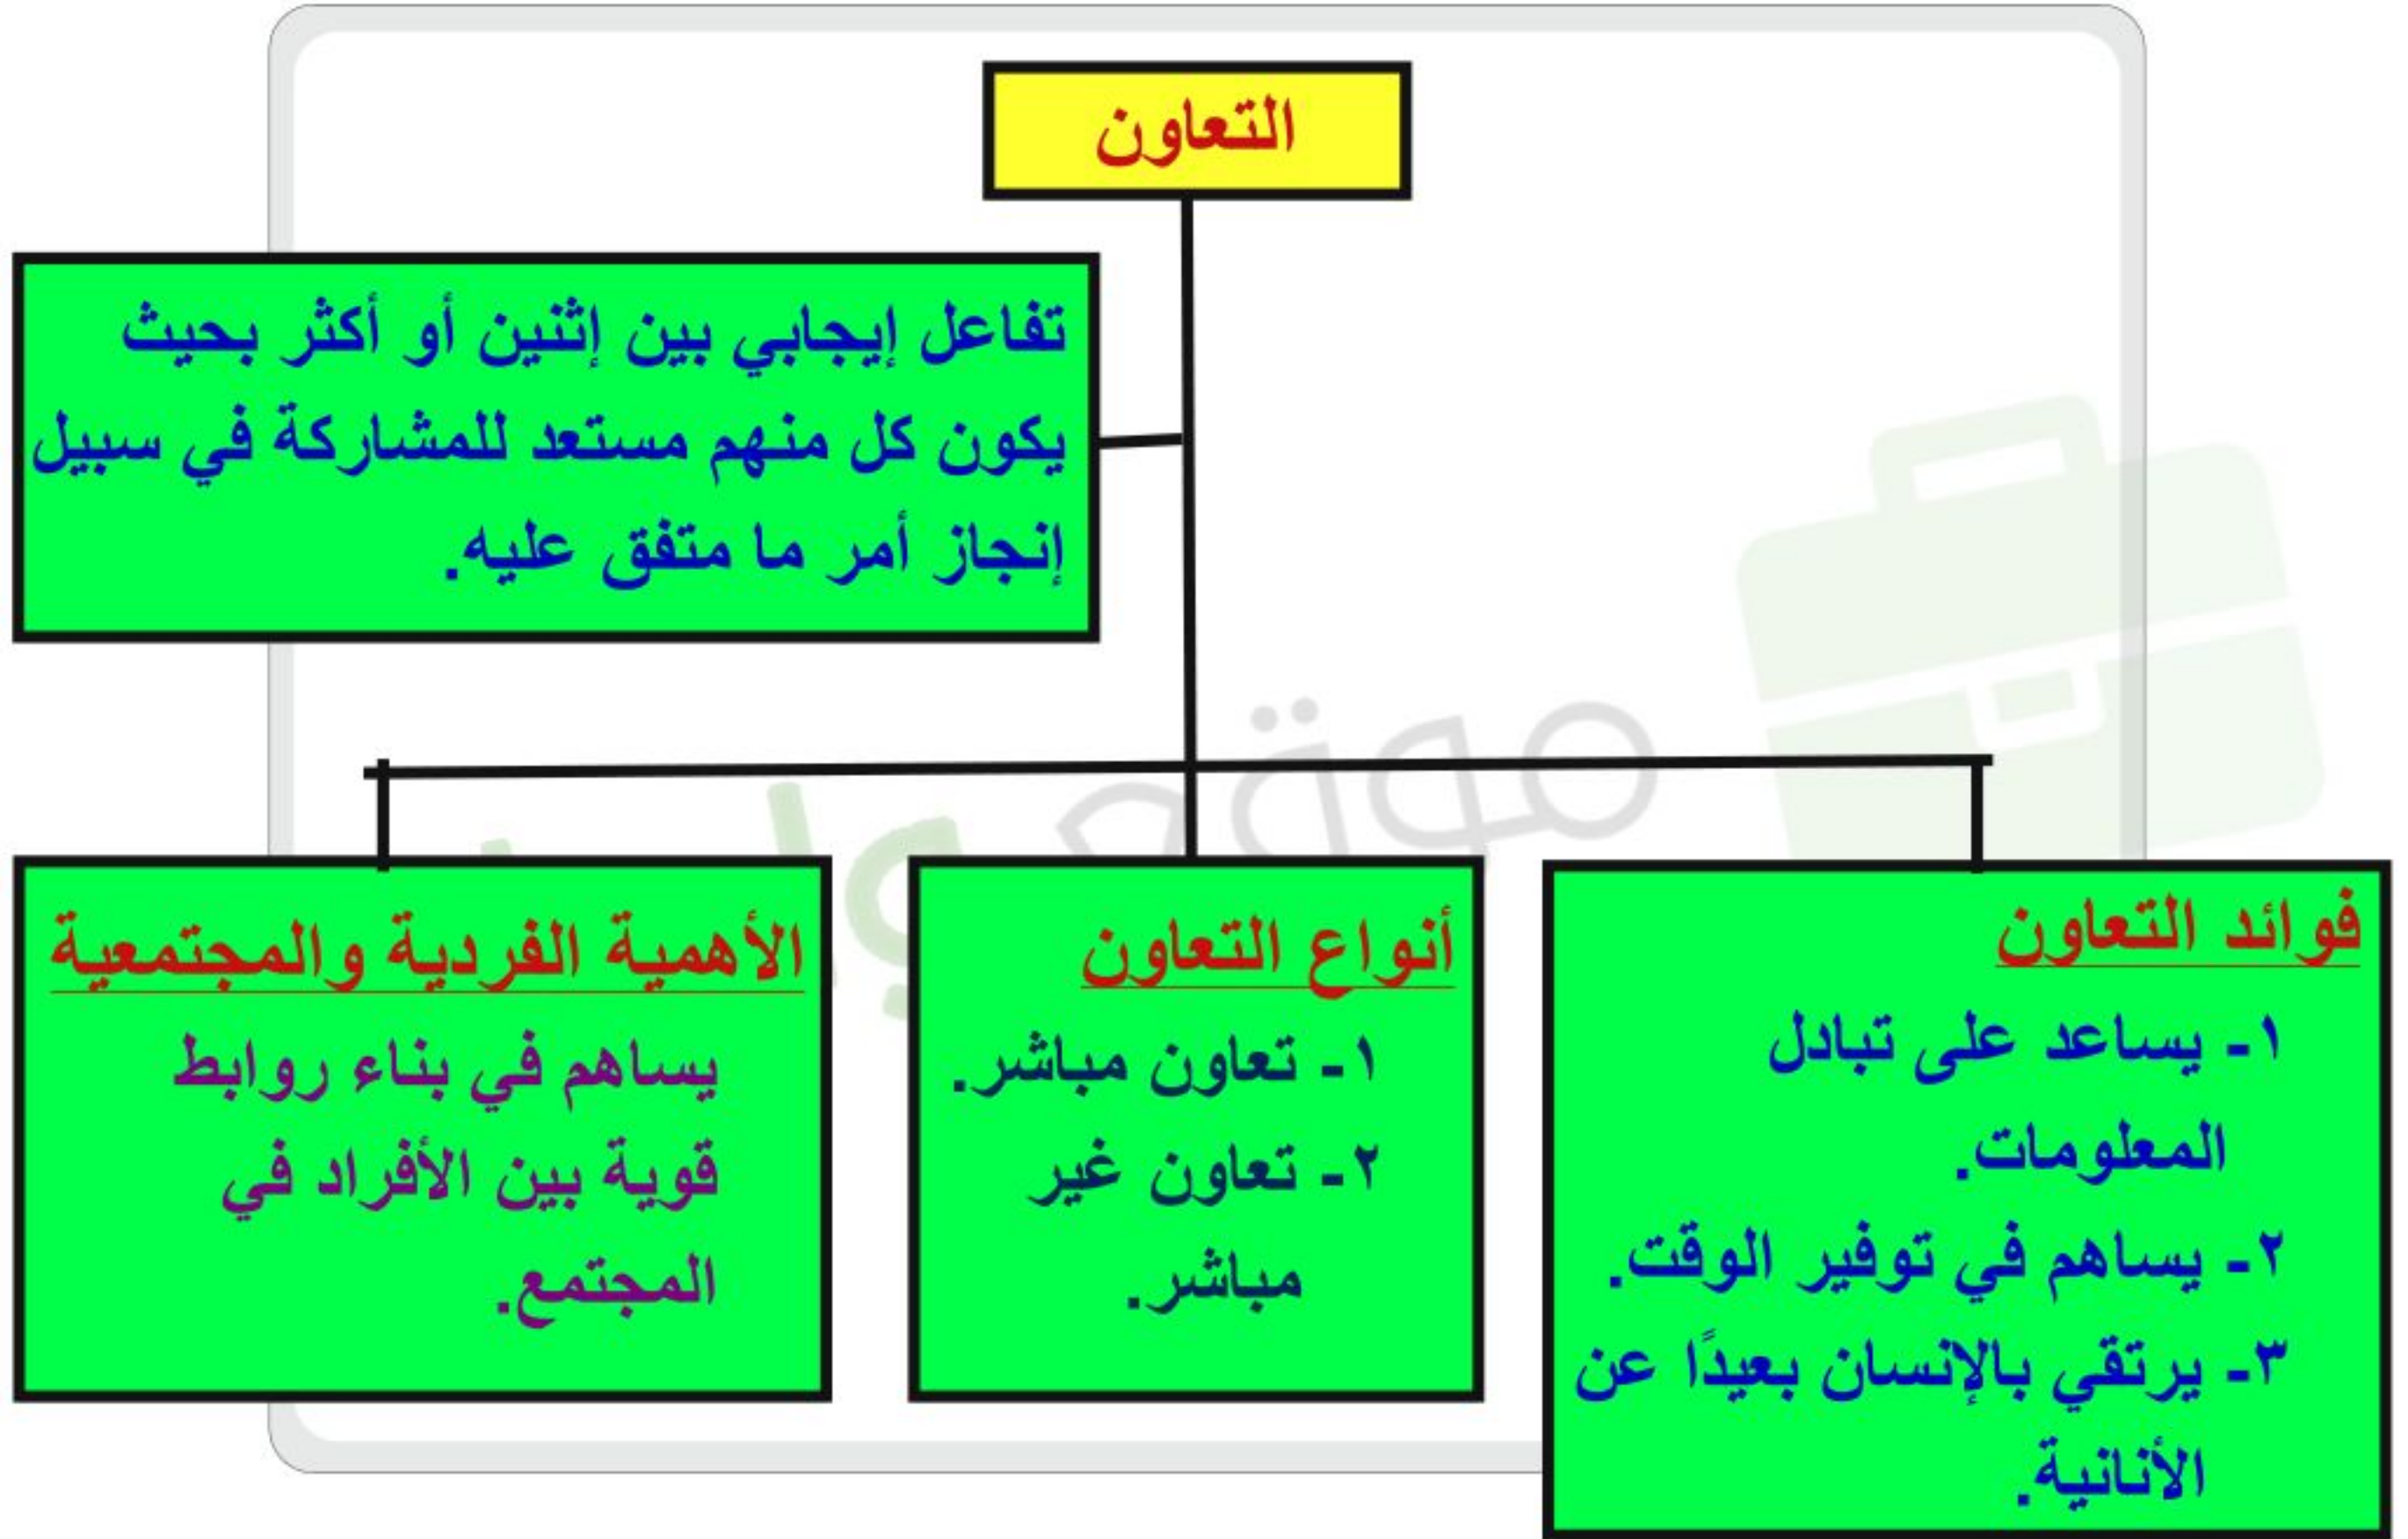 التعاون
تفاعل إيجابي بين إثنين أو أكثر بحيث
يكون كل منهم مستعد للمشاركة في سبيل
إنجاز أمر ما متفق عليه.
فوائد التعاون
١- يساعد على تبادل
المعلومات.
٢- يساهم في توفير الوقت.
٣- يرتقي بالإنسان بعيدًا عن
الأنانية.
أنواع التعاون
١- تعاون مباشر.
٢- تعاون غير
مباشر.
الأهمية الفردية والمجتمعية
يساهم في بناء روابط
قوية بين الأفراد في
المجتمع.
موقع